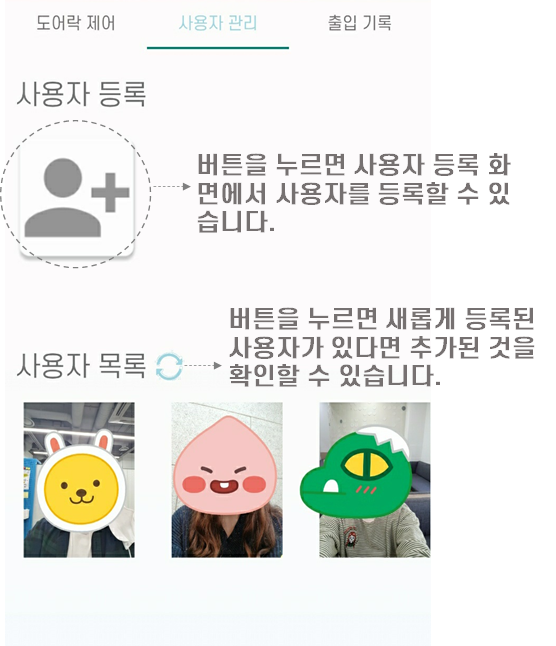 도어락 제어 사용자 관리 출입 기록
사용자 등록
버튼을 누르면 사용자 등록 화
면에서 사용자를 등록할 수 있
습니다.
버튼을 누르면 새롭게 등록된
사용자가 있다면 추가된 것을
확인할 수 있습니다.
사용자 목록